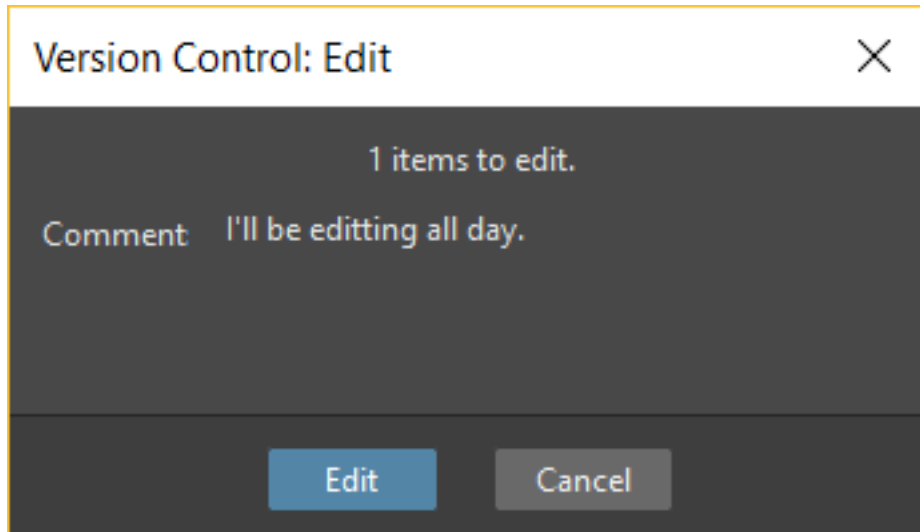 Version Control: Edit
1 items to edit.
Comment I'll be editting all day.
Edit Cancel